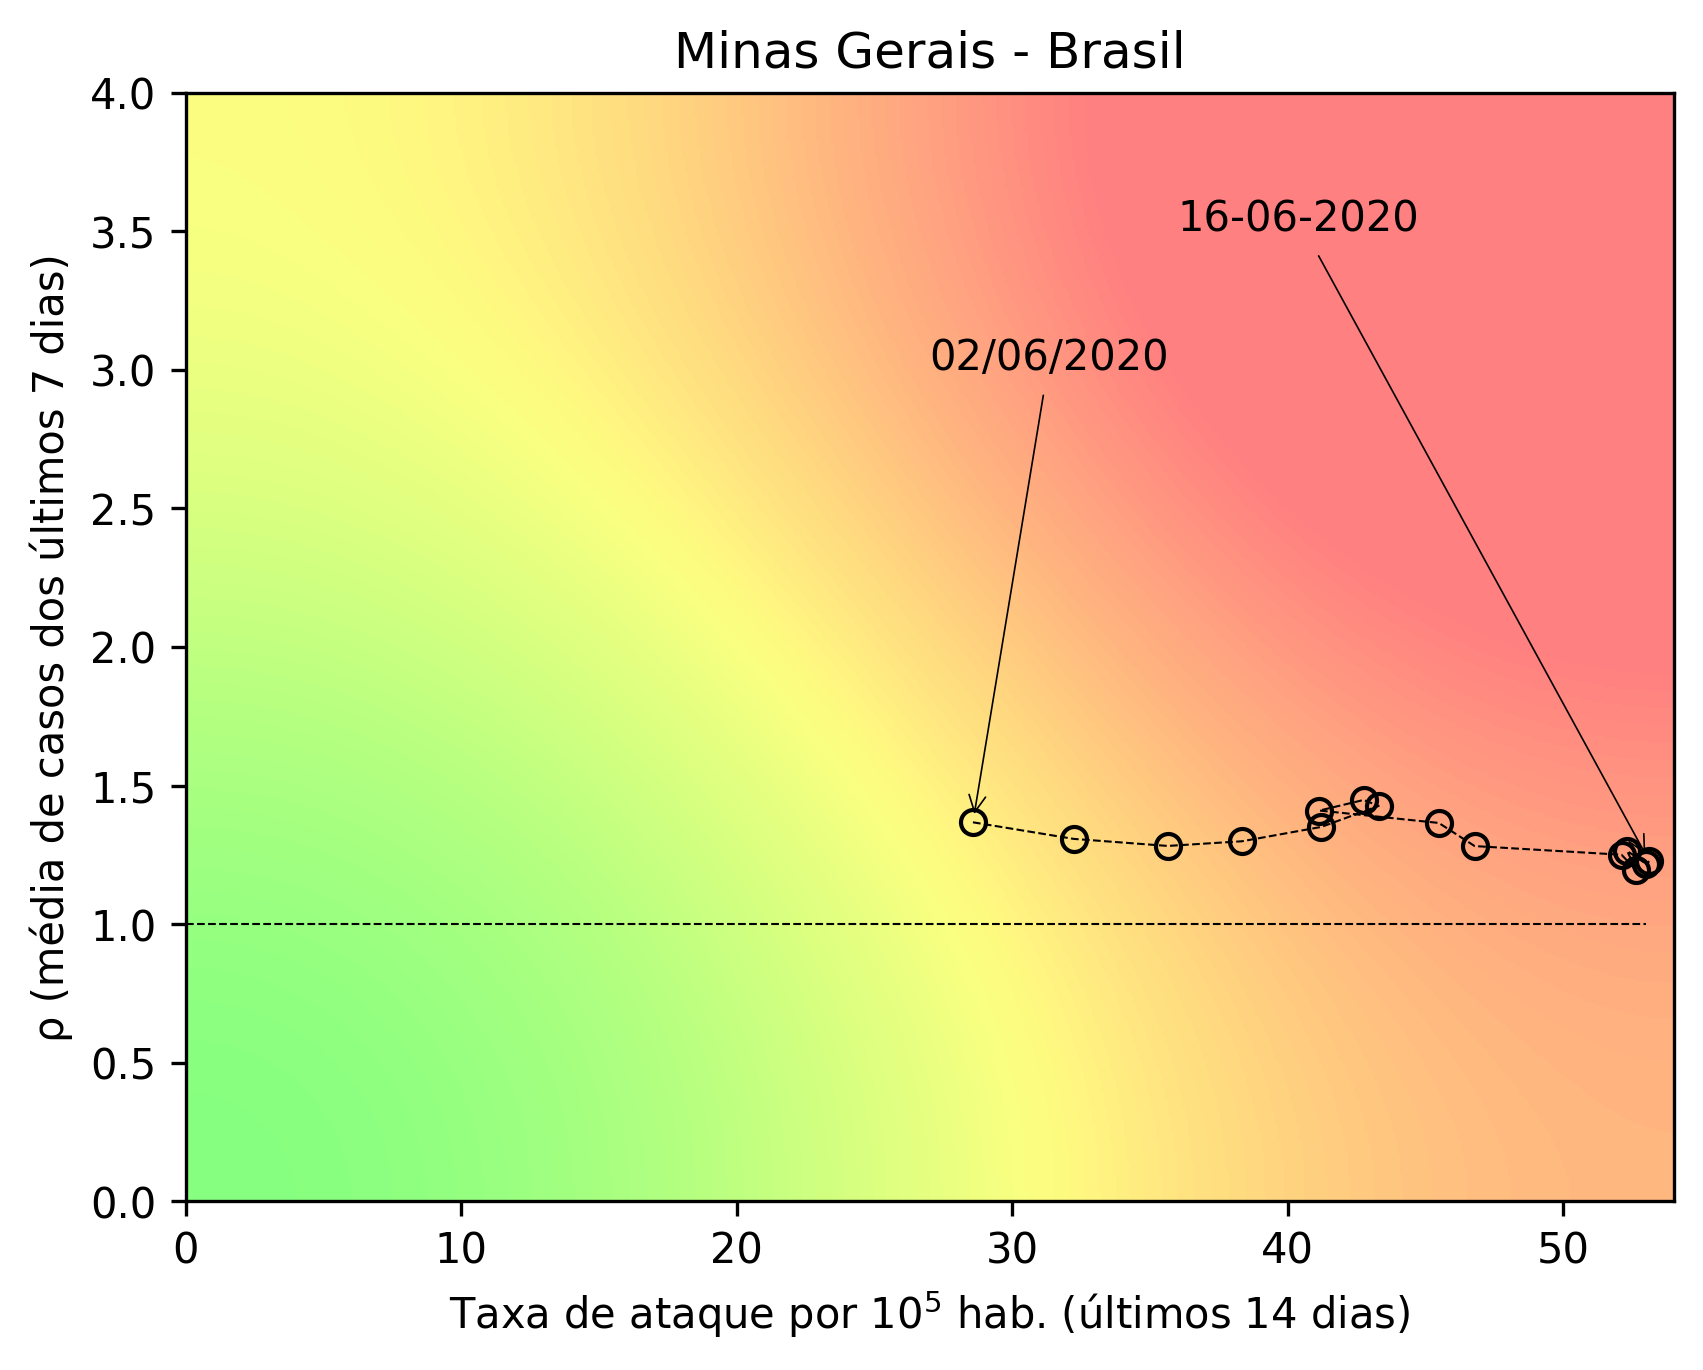 Minas Gerais - Brasil
4.0
3.5
3.0
2.5
2.0
1.5
1.0
0.5
0.0
ρ (média de casos dos últimos 7 dias)
16-06-2020
02/06/2020
0 10 20 30 40 50
Taxa de ataque por 10⁵ hab. (últimos 14 dias)